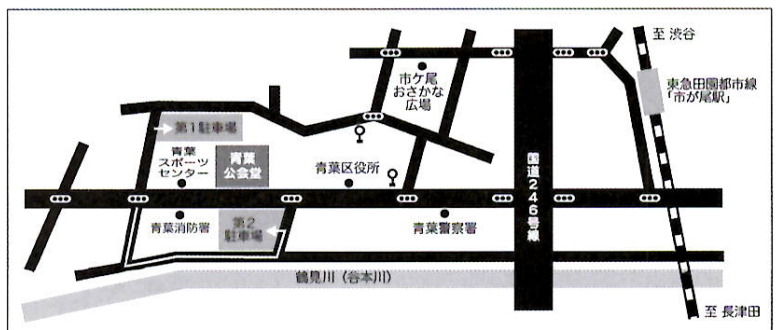 至 渋谷
東急田園都市線
「市が尾駅」
市ケ尾
おさかな
広場
第1駐車場
青葉
スポーツ
センター
青葉
公会堂
青葉区役所
国道246号線
青葉消防署
第2
駐車場
青葉警察署
鶴見川（谷本川）
至 長津田